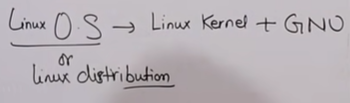 Linux O.S → Linux Kernel + GNU
or
Linux distribution